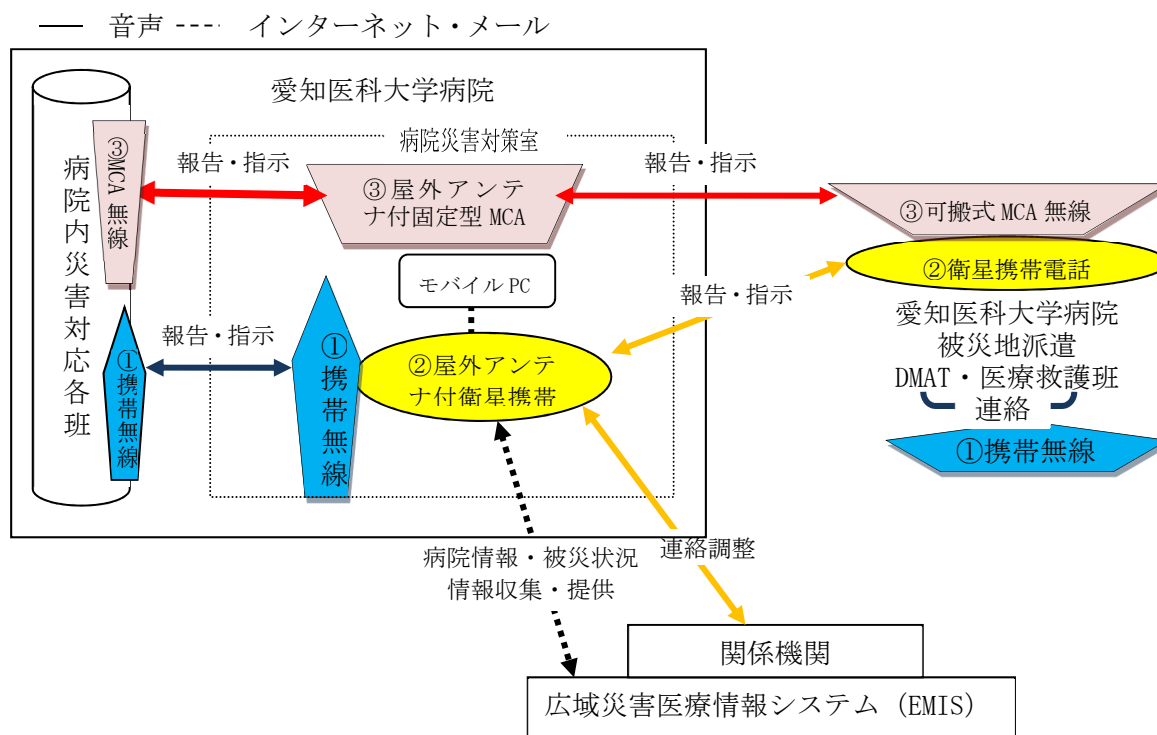 ── 音声 ---- インターネット・メール
愛知医科大学病院
病院災害対策室
病院内災害対応各班
③MCA無線
報告・指示
③屋外アンテ
ナ付固定型 MCA
報告・指示
③可搬式 MCA 無線
②衛星携帯電話
モバイル PC
報告・指示
①携帯無線
報告・指示
①携帯無線
②屋外アンテ
ナ付衛星携帯
愛知医科大学病院
被災地派遣
DMAT・医療救護班
連絡
①携帯無線
病院情報・被災状況
情報収集・提供
連絡調整
関係機関
広域災害医療情報システム（EMIS）